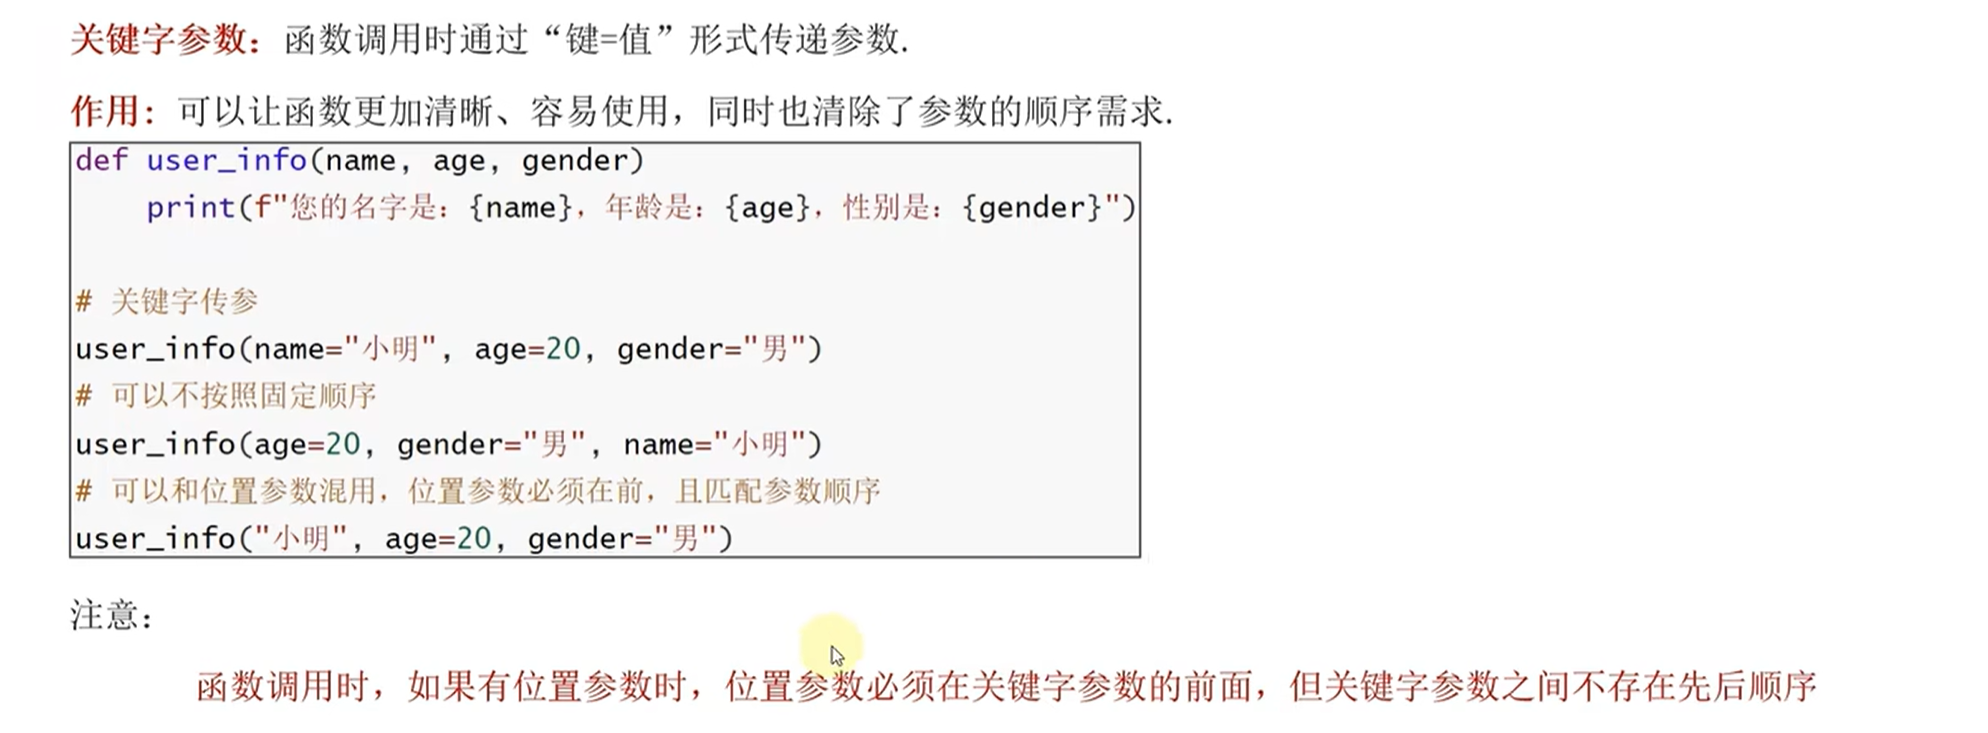 关键字参数：函数调用时通过“键=值”形式传递参数.
作用：可以让函数更加清晰、容易使用，同时也清除了参数的顺序需求.
def user_info(name, age, gender)
    print(f"您的名字是：{name}，年龄是：{age}，性别是：{gender}")
# 关键字传参
user_info(name="小明", age=20, gender="男")
# 可以不按照固定顺序
user_info(age=20, gender="男", name="小明")
# 可以和位置参数混用，位置参数必须在前，且匹配参数顺序
user_info("小明", age=20, gender="男")
注意：
函数调用时，如果有位置参数时，位置参数必须在关键字参数的前面，但关键字参数之间不存在先后顺序